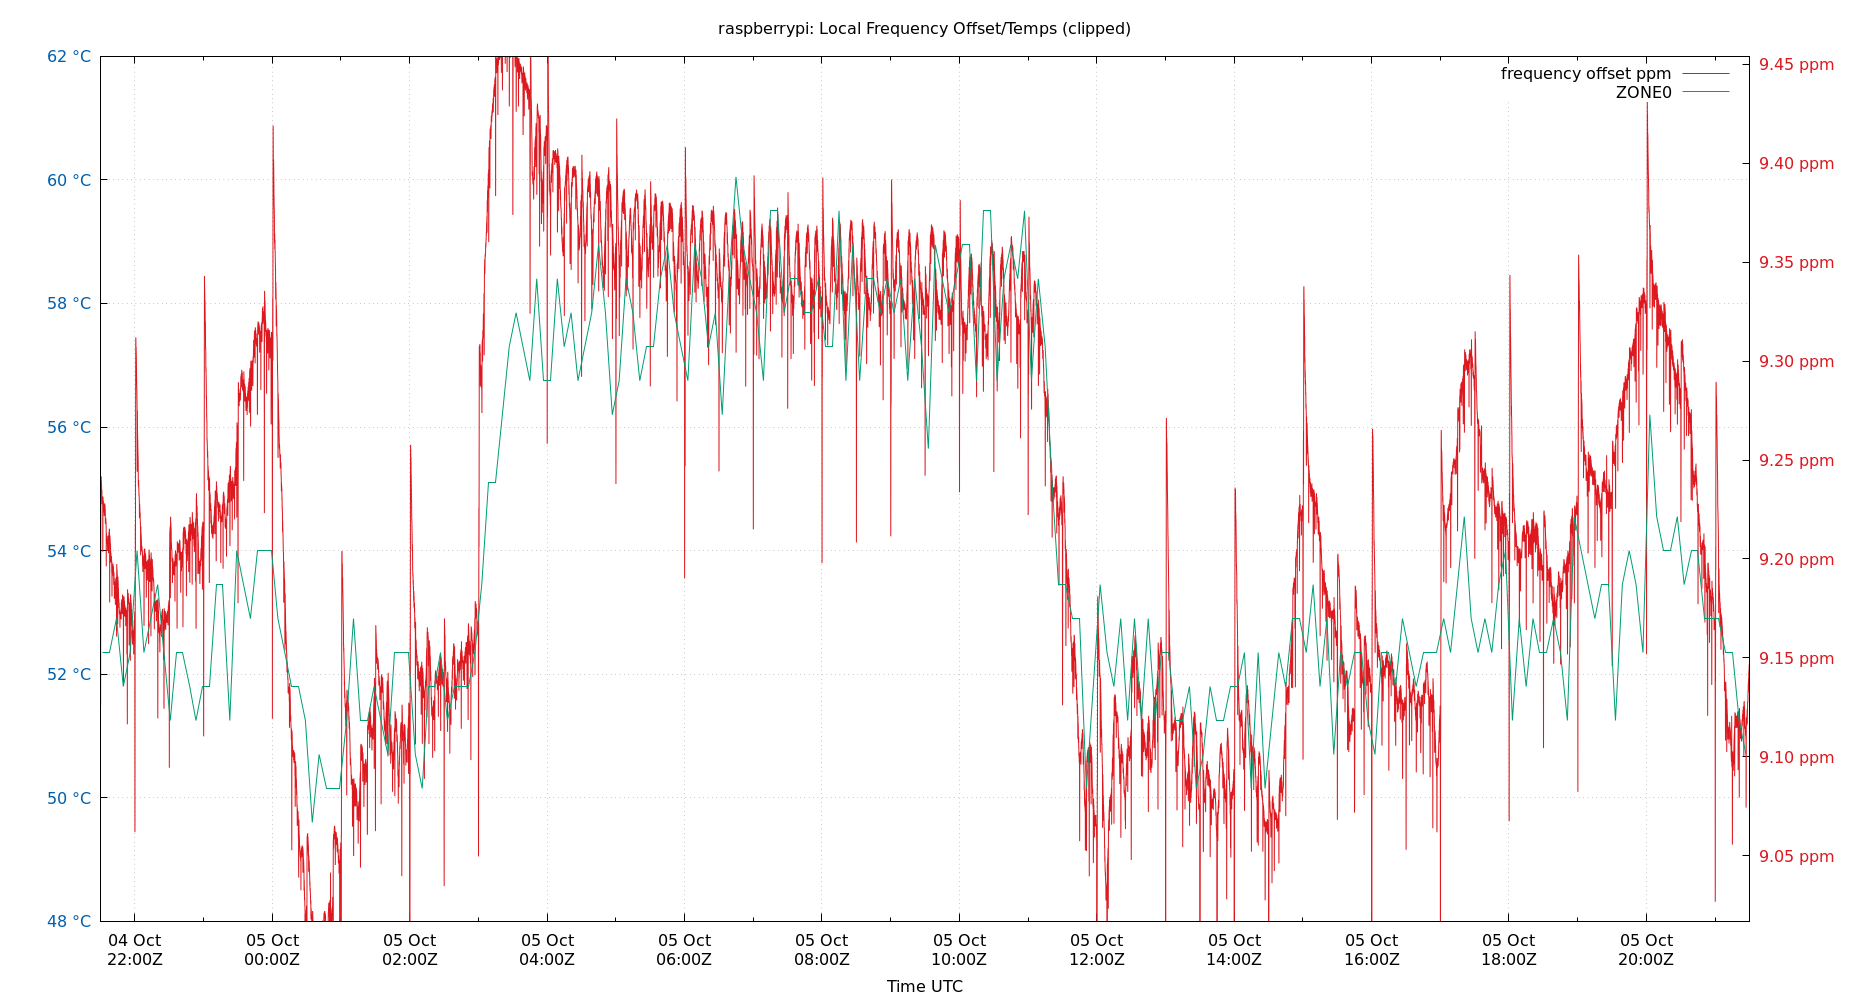 raspberrypi: Local Frequency Offset/Temps (clipped)
frequency offset ppm
ZONE0
62 °C
60 °C
58 °C
56 °C
54 °C
52 °C
50 °C
48 °C
9.45 ppm
9.40 ppm
9.35 ppm
9.30 ppm
9.25 ppm
9.20 ppm
9.15 ppm
9.10 ppm
9.05 ppm
04 Oct
22:00Z
05 Oct
00:00Z
05 Oct
02:00Z
05 Oct
04:00Z
05 Oct
06:00Z
05 Oct
08:00Z
05 Oct
10:00Z
05 Oct
12:00Z
05 Oct
14:00Z
05 Oct
16:00Z
05 Oct
18:00Z
05 Oct
20:00Z
Time UTC